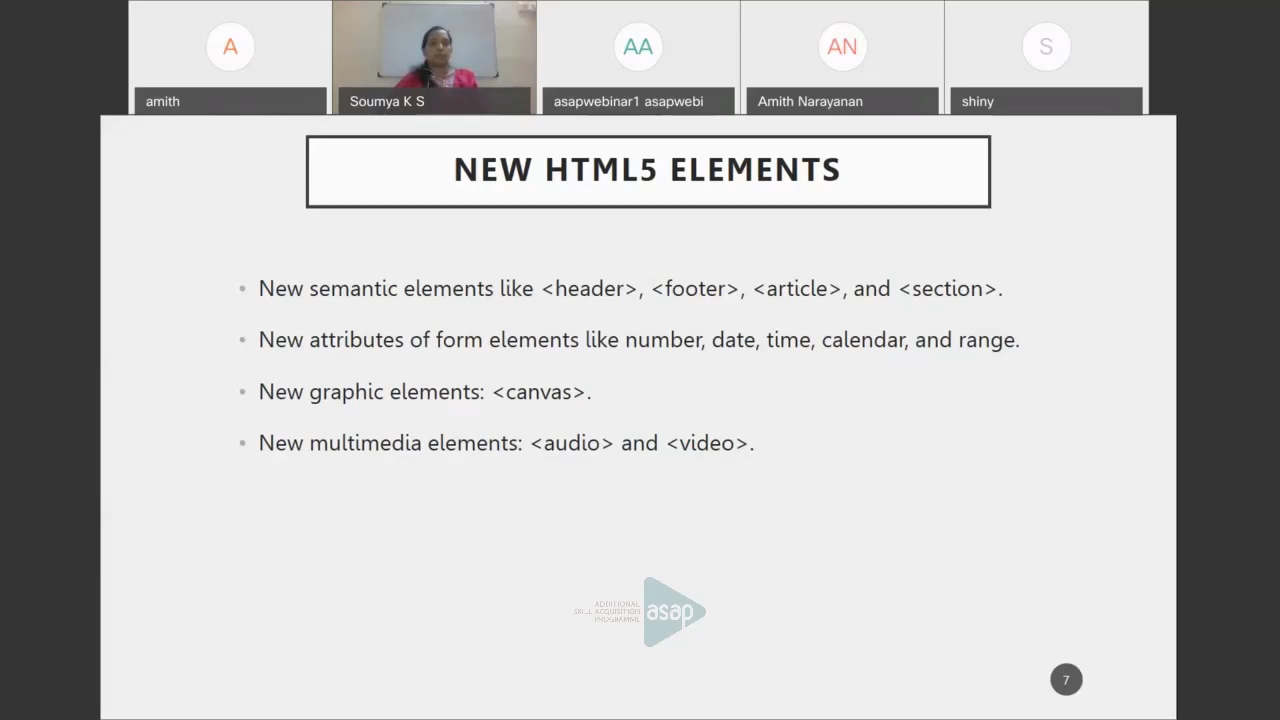 A
AA
AN
S
amith
Soumya K S
asapwebinar1 asapwebi
Amith Narayanan
shiny
NEW HTML5 ELEMENTS
• New semantic elements like <header>, <footer>, <article>, and <section>.
• New attributes of form elements like number, date, time, calendar, and range.
• New graphic elements: <canvas>.
• New multimedia elements: <audio> and <video>.
ADDITIONAL
SKILL ACQUISITION
PROGRAMME
asap
7